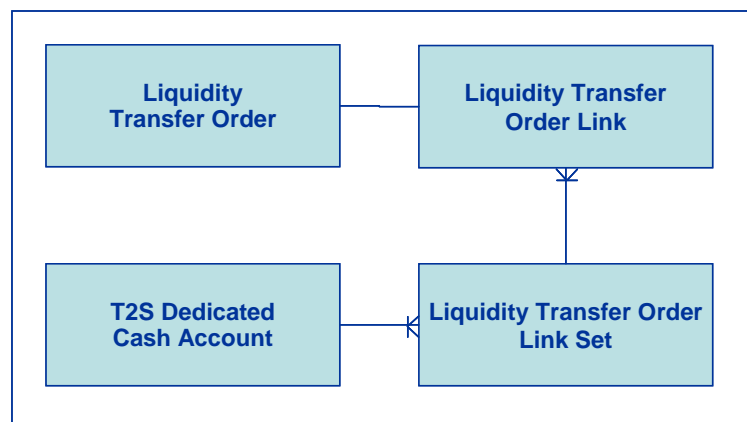 Liquidity
Transfer Order
Liquidity Transfer
Order Link
T2S Dedicated
Cash Account
Liquidity Transfer Order
Link Set